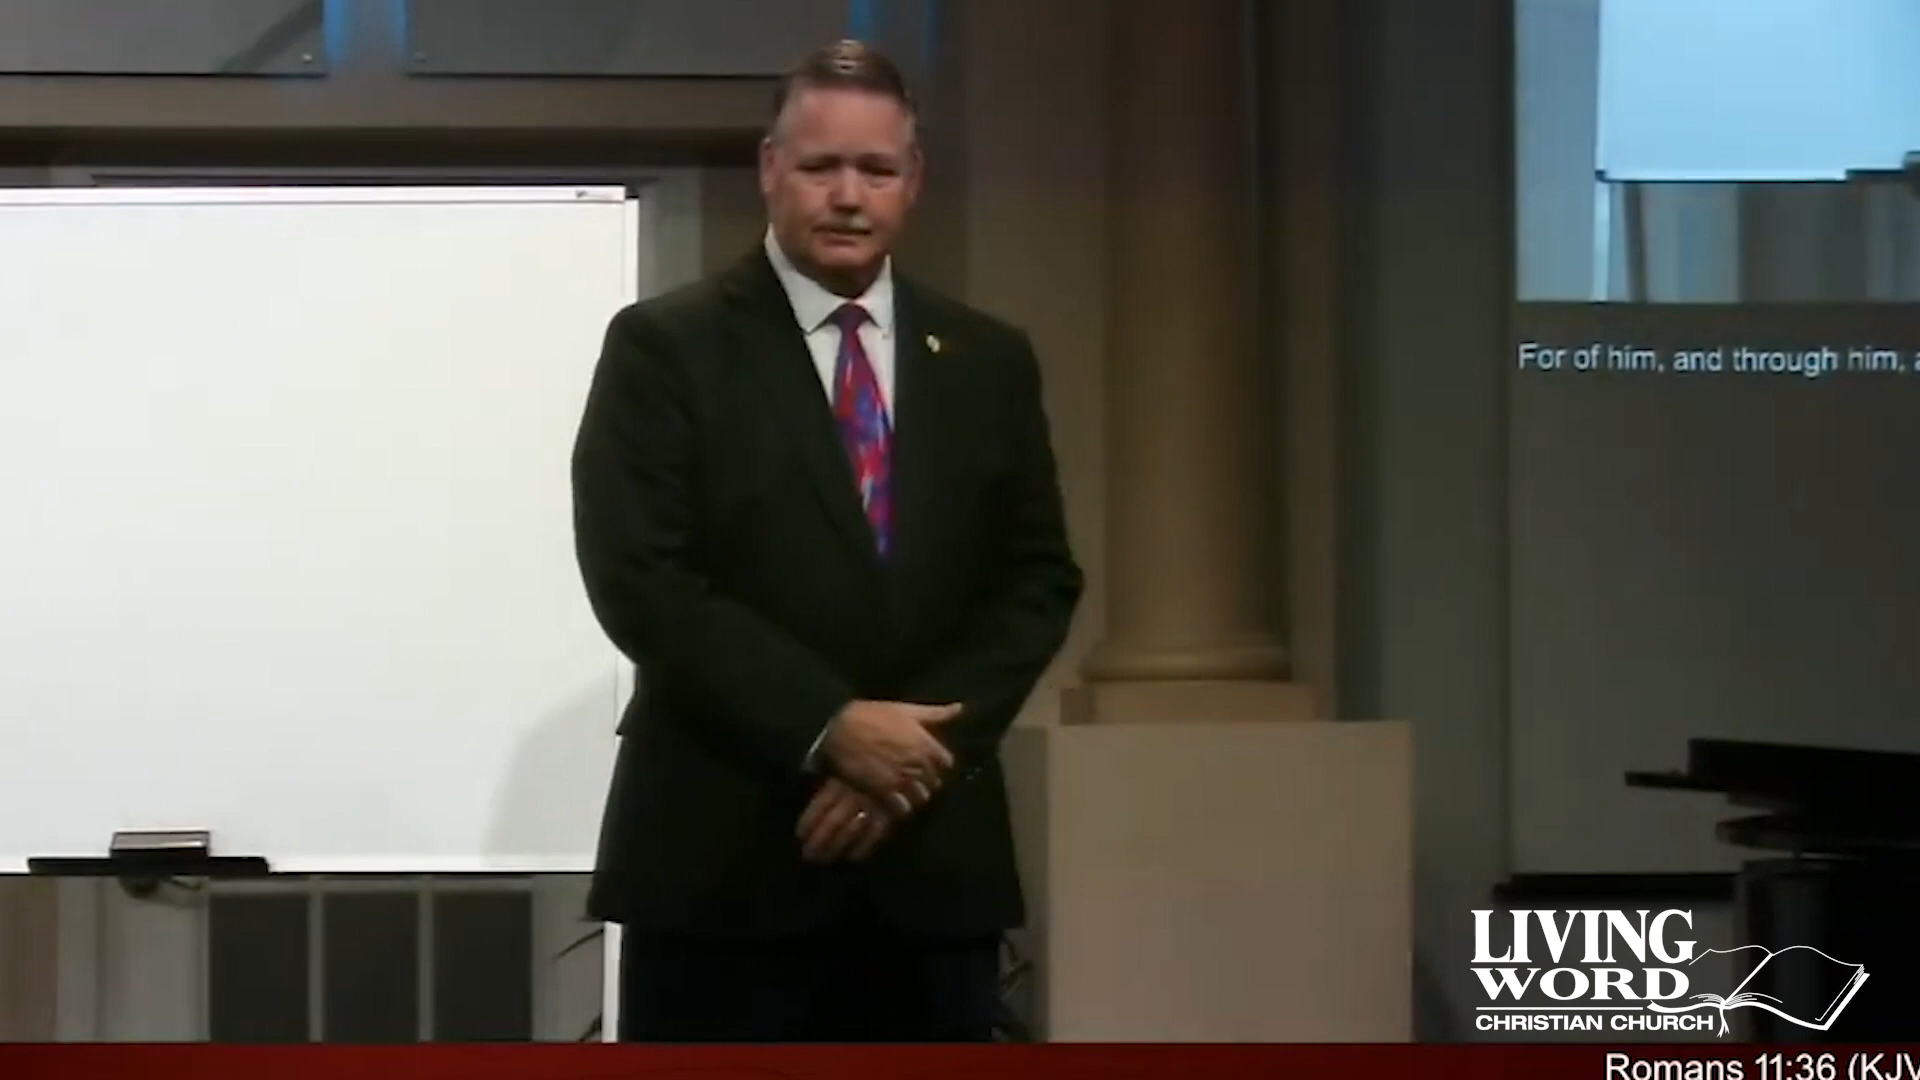 For of him, and through him,
LIVING
WORD
CHRISTIAN CHURCH
Romans 11:36 (KJV